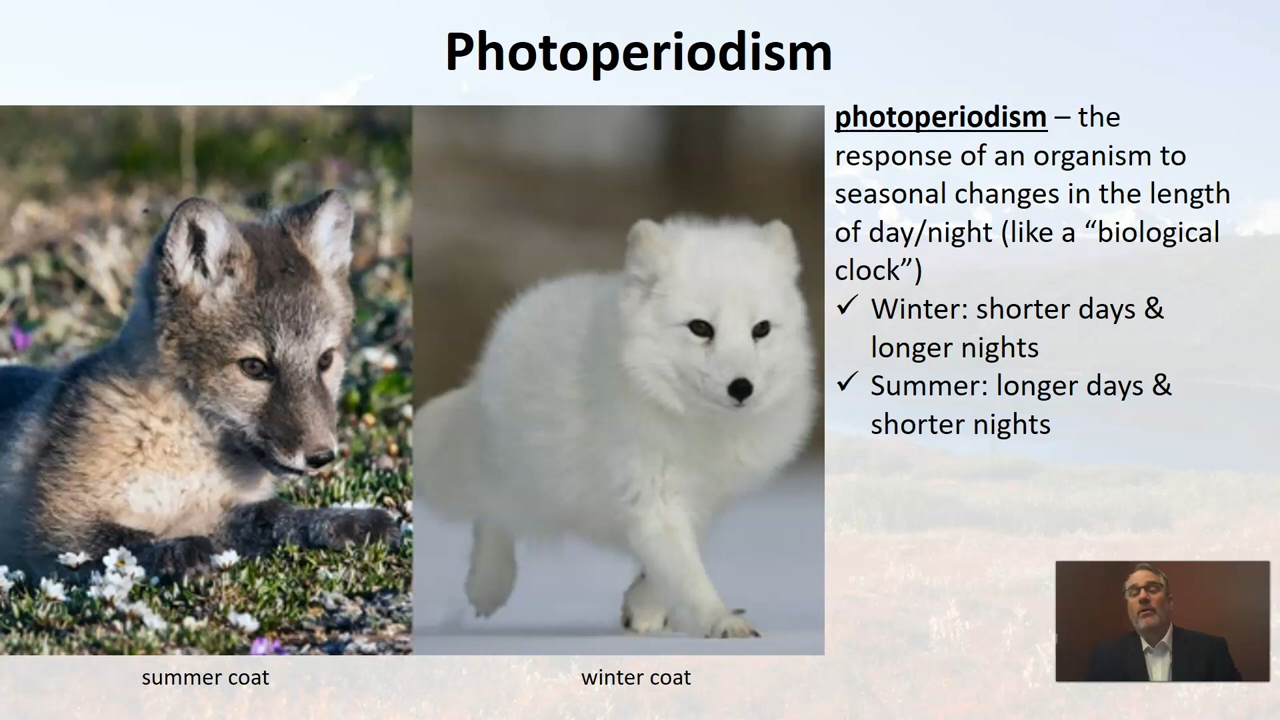 Photoperiodism
photoperiodism – the
response of an organism to
seasonal changes in the length
of day/night (like a “biological
clock”)
✓ Winter: shorter days &
longer nights
✓ Summer: longer days &
shorter nights
summer coat
winter coat